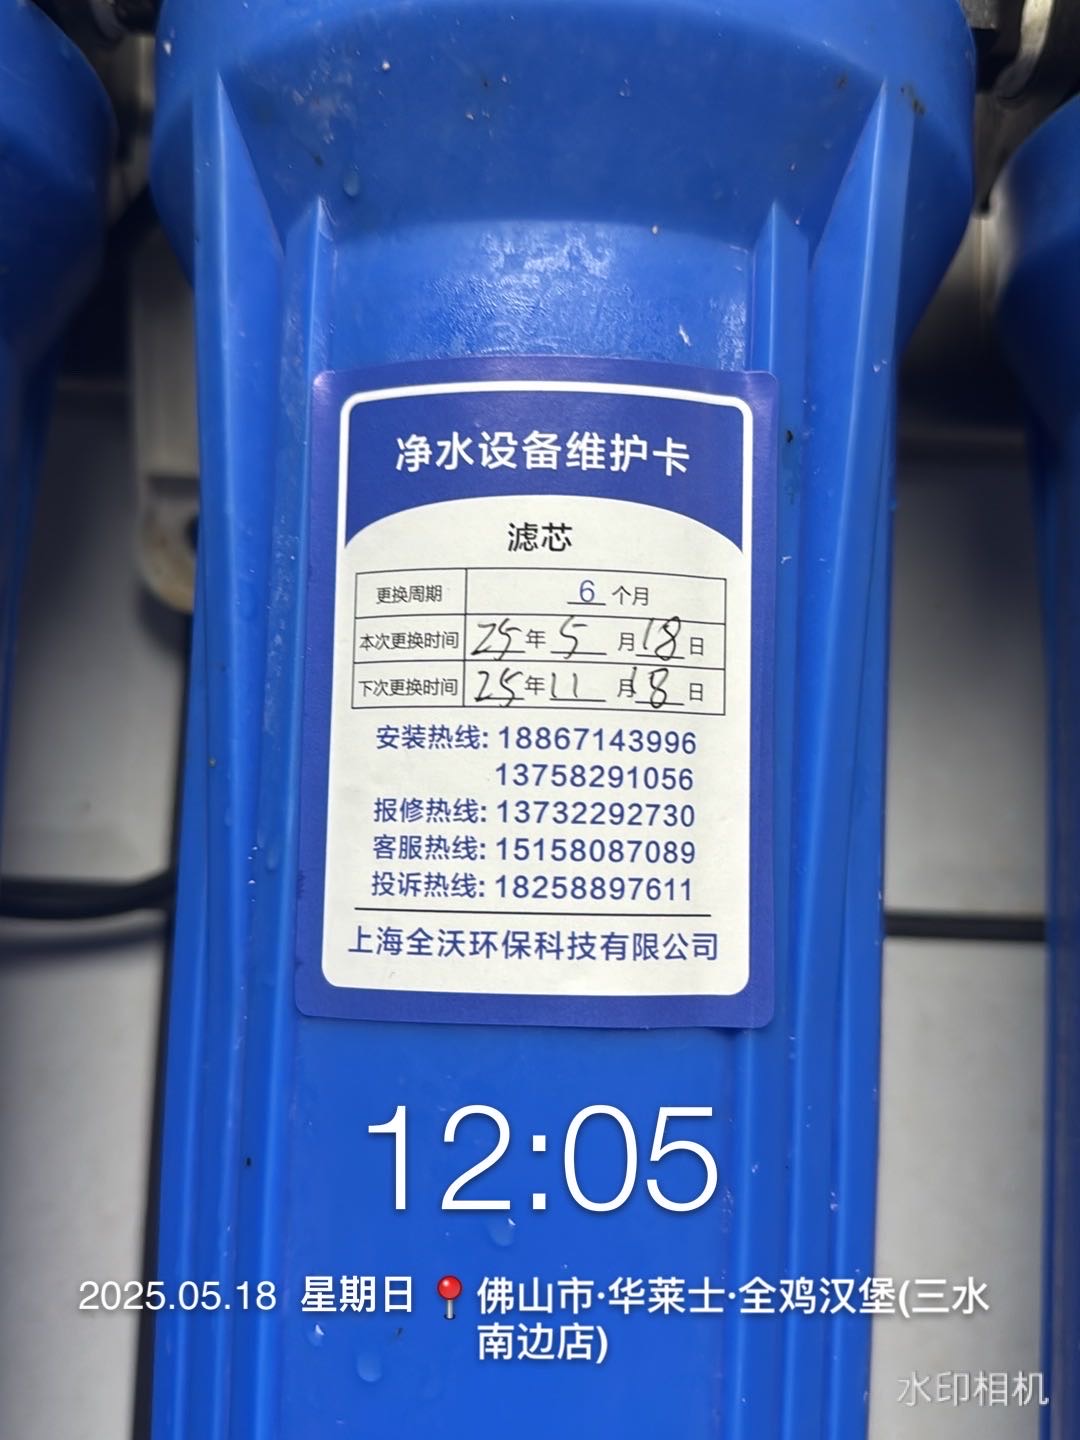 净水设备维护卡
滤芯
更换周期 6 个月
本次更换时间 25年 5 月 18 日
下次更换时间 25年 11 月 18 日
安装热线: 18867143996
13758291056
报修热线: 13732292730
客服热线: 15158087089
投诉热线: 18258897611
上海全沃环保科技有限公司
12:05
2025.05.18 星期日 📍佛山市·华莱士·全鸡汉堡(三水
南边店)
水印相机